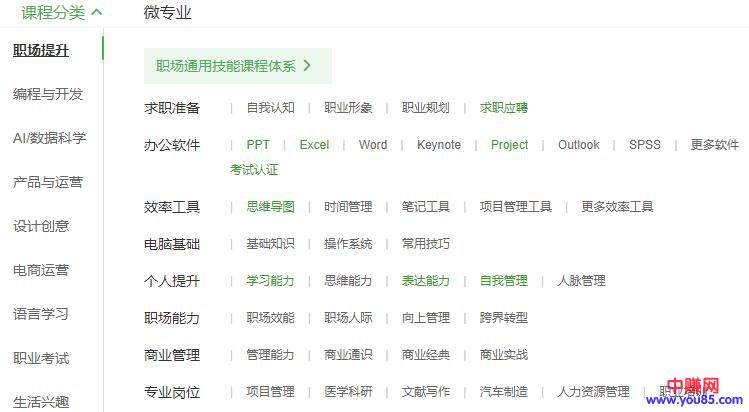 课程分类 微专业
职场提升
职场通用技能课程体系
编程与开发
求职准备 | 自我认知 | 职业形象 | 职业规划 | 求职应聘
AI/数据科学
办公软件 | PPT | Excel | Word | Keynote | Project | Outlook | SPSS | 更多软件
考试认证
产品与运营
效率工具 | 思维导图 | 时间管理 | 笔记工具 | 项目管理工具 | 更多效率工具
设计创意
电脑基础 | 基础知识 | 操作系统 | 常用技巧
电商运营
个人提升 | 学习能力 | 思维能力 | 表达能力 | 自我管理 | 人脉管理
语言学习
职场能力 | 职场效能 | 职场人际 | 向上管理 | 跨界转型
职业考试
商业管理 | 管理能力 | 商业通识 | 商业经典 | 商业实战
生活兴趣
专业岗位 | 项目管理 | 医学科研 | 文献写作 | 汽车制造 | 人力资源管理 |
中赚网
www.you85.com